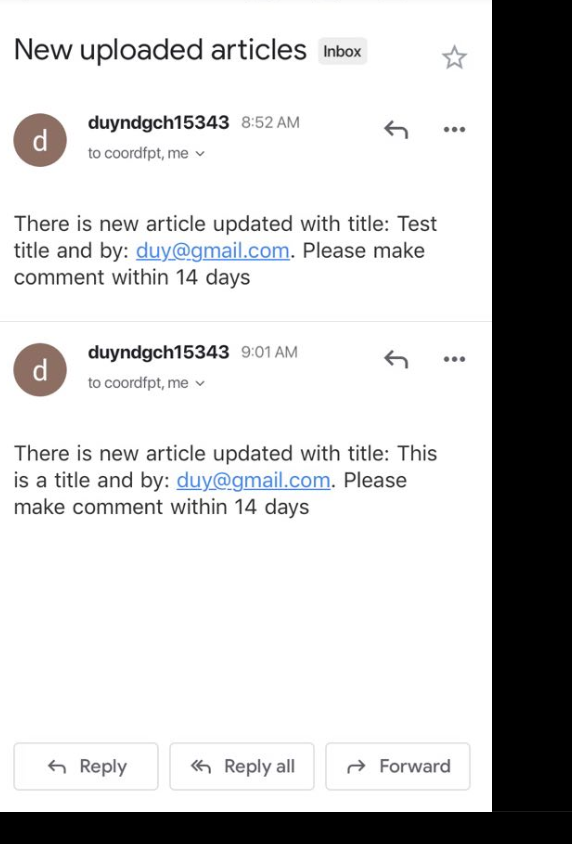 New uploaded articles Inbox
d
duyndgch15343 8:52 AM
to coordfpt, me
There is new article updated with title: Test
title and by: duy@gmail.com. Please make
comment within 14 days
d
duyndgch15343 9:01 AM
to coordfpt, me
There is new article updated with title: This
is a title and by: duy@gmail.com. Please
make comment within 14 days
Reply Reply all Forward